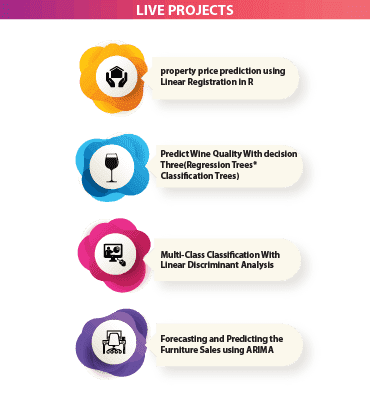 LIVE PROJECTS
property price prediction using
Linear Registration in R
Predict Wine Quality With decision
Three(Regression Trees*
Classification Trees)
Multi-Class Classification With
Linear Discriminant Analysis
Forecasting and Predicting the
Furniture Sales using ARIMA